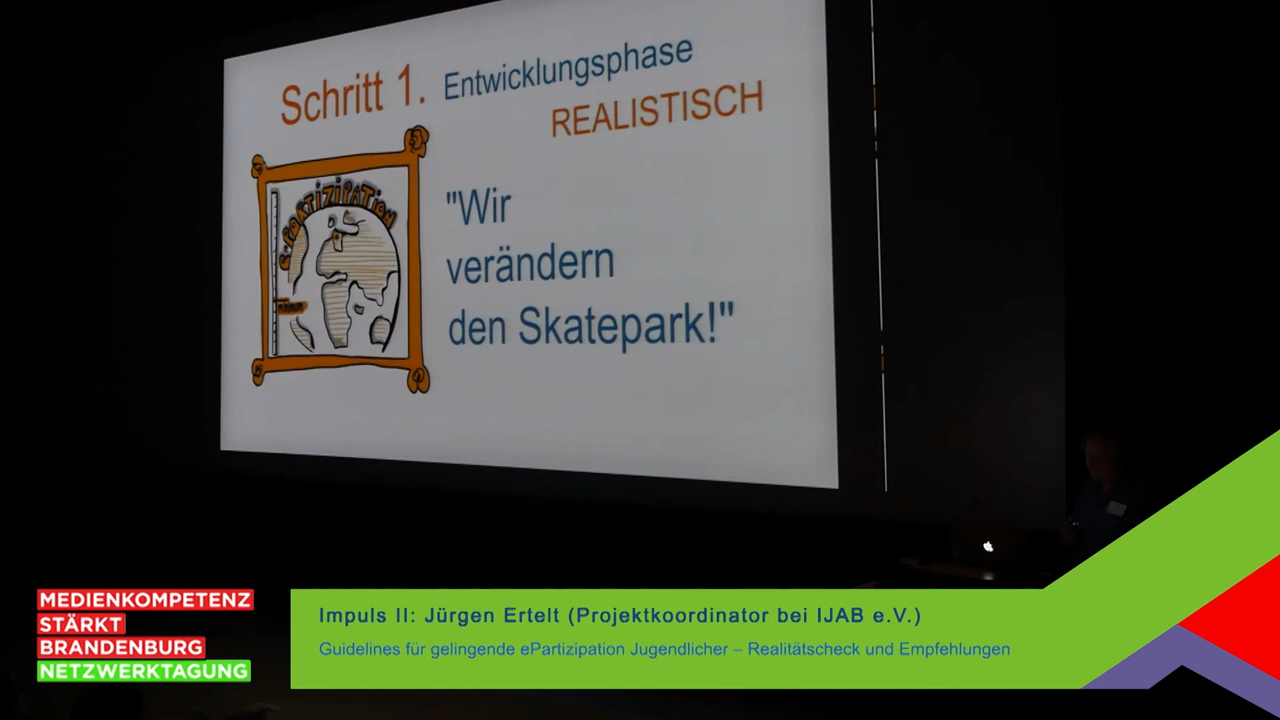 Schritt 1. Entwicklungsphase
REALISTISCH
e-PARTIZIPATION
"Wir
verändern
den Skatepark!"
MEDIENKOMPETENZ
STÄRKT
BRANDENBURG
NETZWERKTAGUNG
Impuls II: Jürgen Ertelt (Projektkoordinator bei IJAB e.V.)
Guidelines für gelingende ePartizipation Jugendlicher – Realitätscheck und Empfehlungen